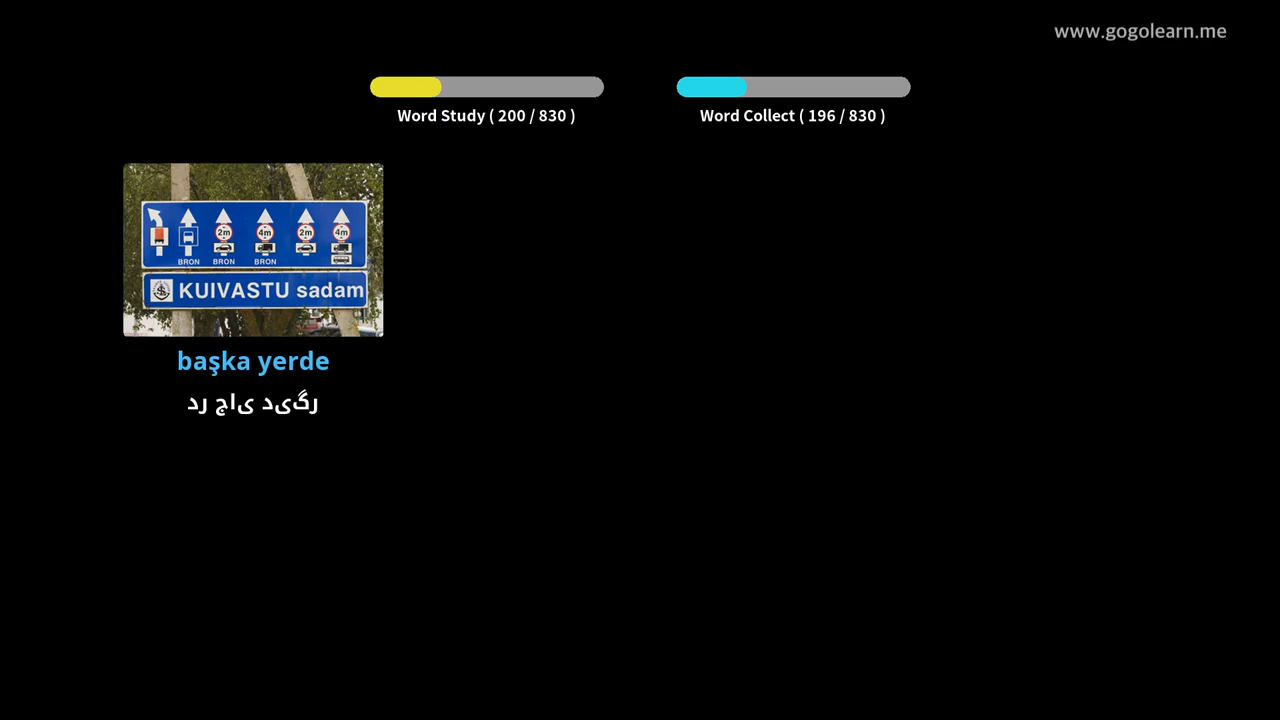 www.gogolearn.me
Word Study ( 200 / 830 )
Word Collect ( 196 / 830 )
2m 4m 2m 4m
BRON BRON BRON
KUIVASTU sadam
başka yerde
در جای دیگر